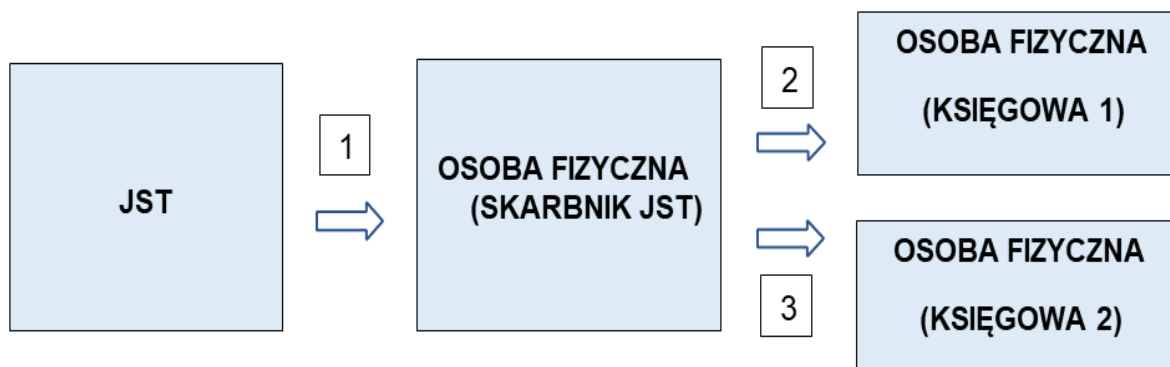 JST
1
OSOBA FIZYCZNA
(SKARBNIK JST)
2
OSOBA FIZYCZNA
(KSIĘGOWA 1)
3
OSOBA FIZYCZNA
(KSIĘGOWA 2)